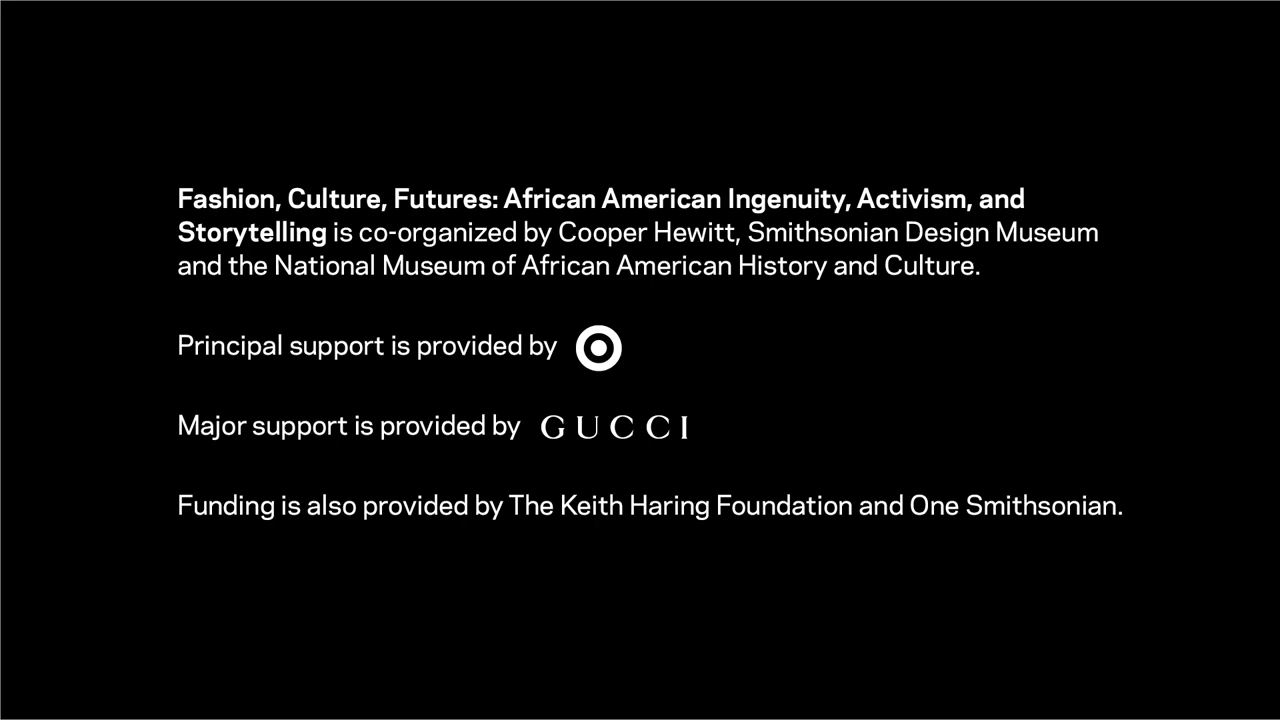 Fashion, Culture, Futures: African American Ingenuity, Activism, and
Storytelling is co-organized by Cooper Hewitt, Smithsonian Design Museum
and the National Museum of African American History and Culture.
Principal support is provided by
Major support is provided by GUCCI
Funding is also provided by The Keith Haring Foundation and One Smithsonian.